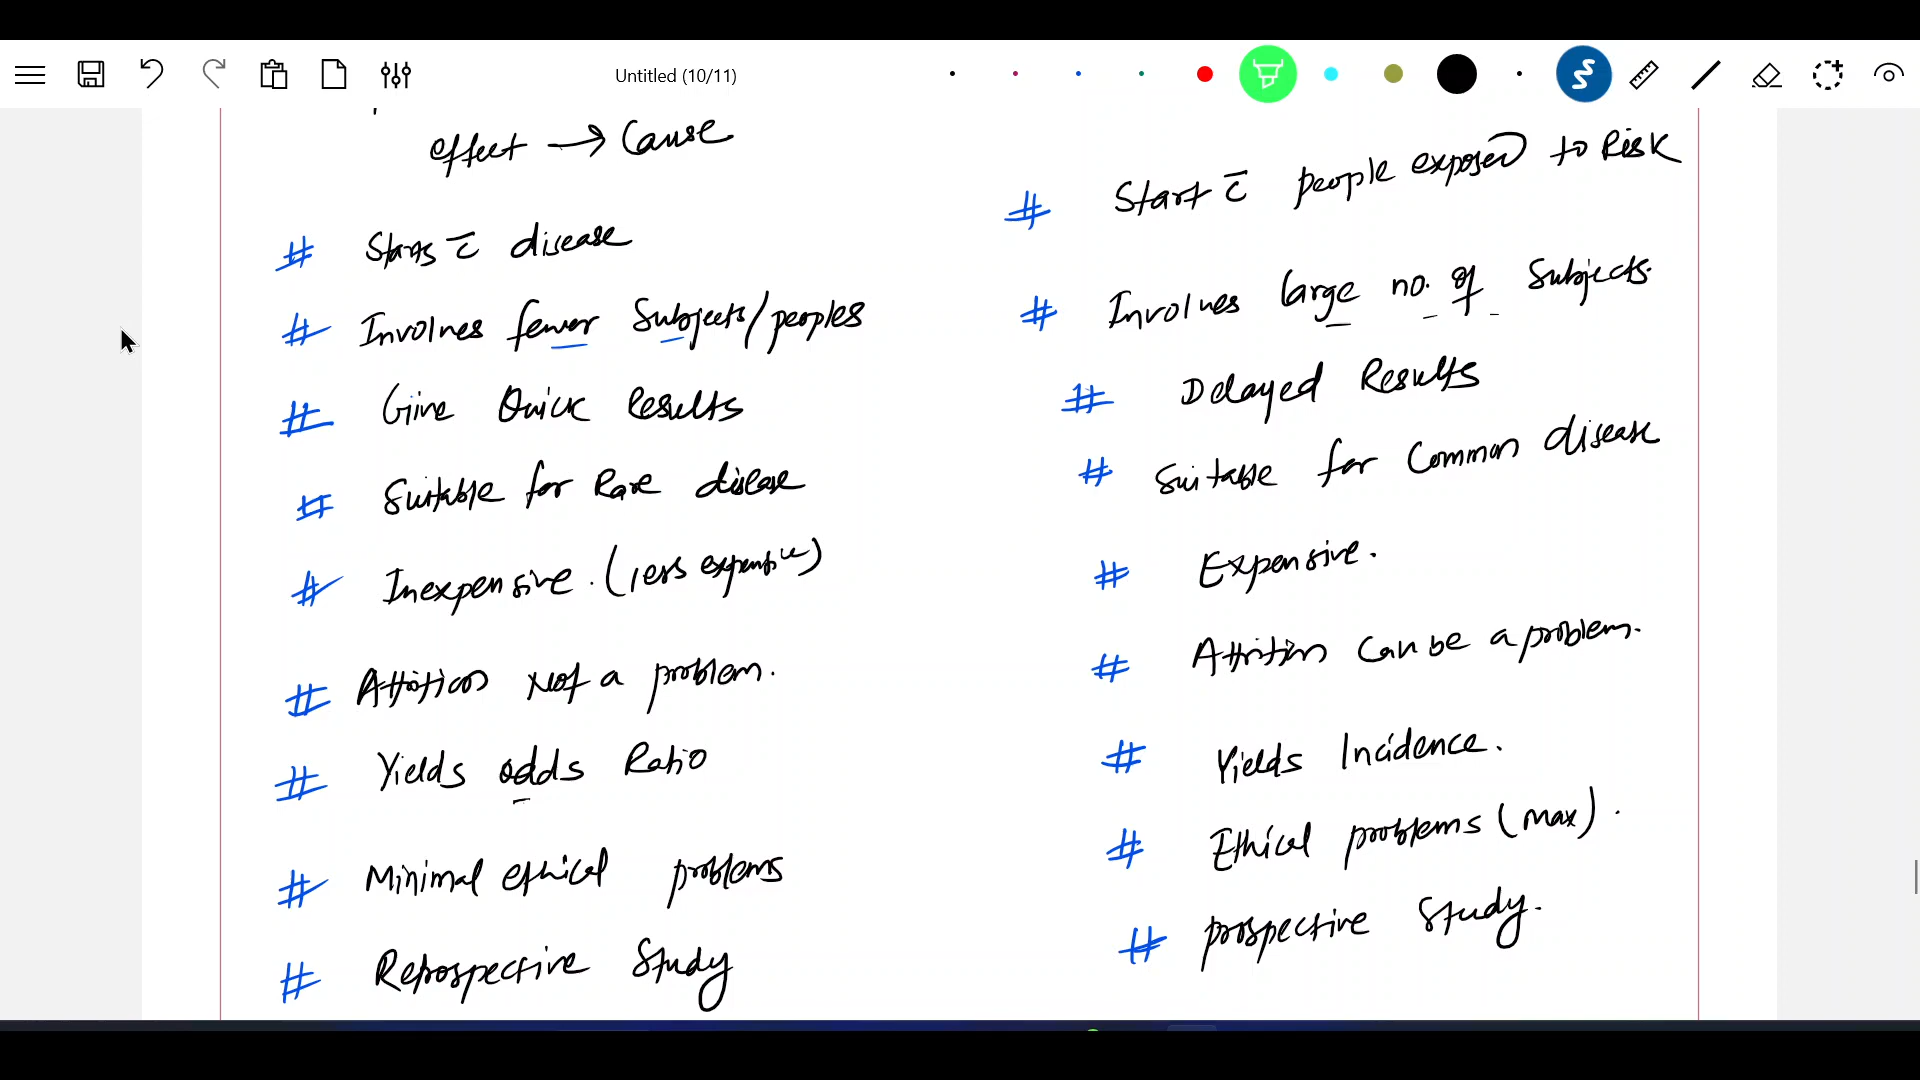 Untitled (10/11)
effect → Cause
# Starts c̅ disease
# Involves fewer Subjects/peoples
# Give Quick Results
# Suitable for Rare disease
# Inexpensive. (less expensive)
# Attrition not a problem.
# Yields odds Ratio
# Minimal ethical problems
# Retrospective Study
# Start c̅ people exposed to Risk
# Involves large no. of Subjects.
# Delayed Results
# Suitable for Common disease
# Expensive.
# Attrition Can be a problem.
# Yields Incidence.
# Ethical problems (max).
# prospective Study.